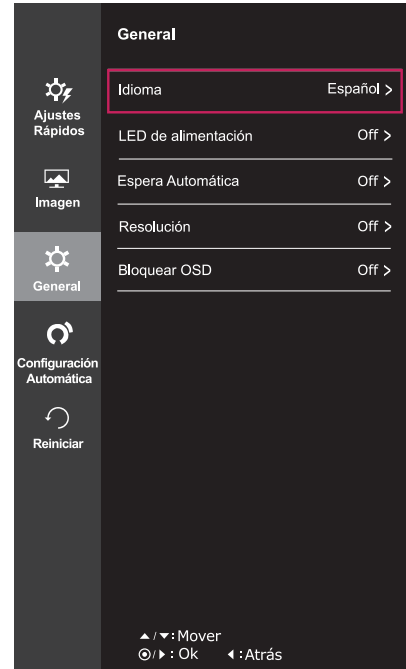 Ajustes
Rápidos
Imagen
General
Configuración
Automática
Reiniciar
General
Idioma Español >
LED de alimentación Off >
Espera Automática Off >
Resolución Off >
Bloquear OSD Off >
▲/▼:Mover
◉/▶: Ok ◀:Atrás